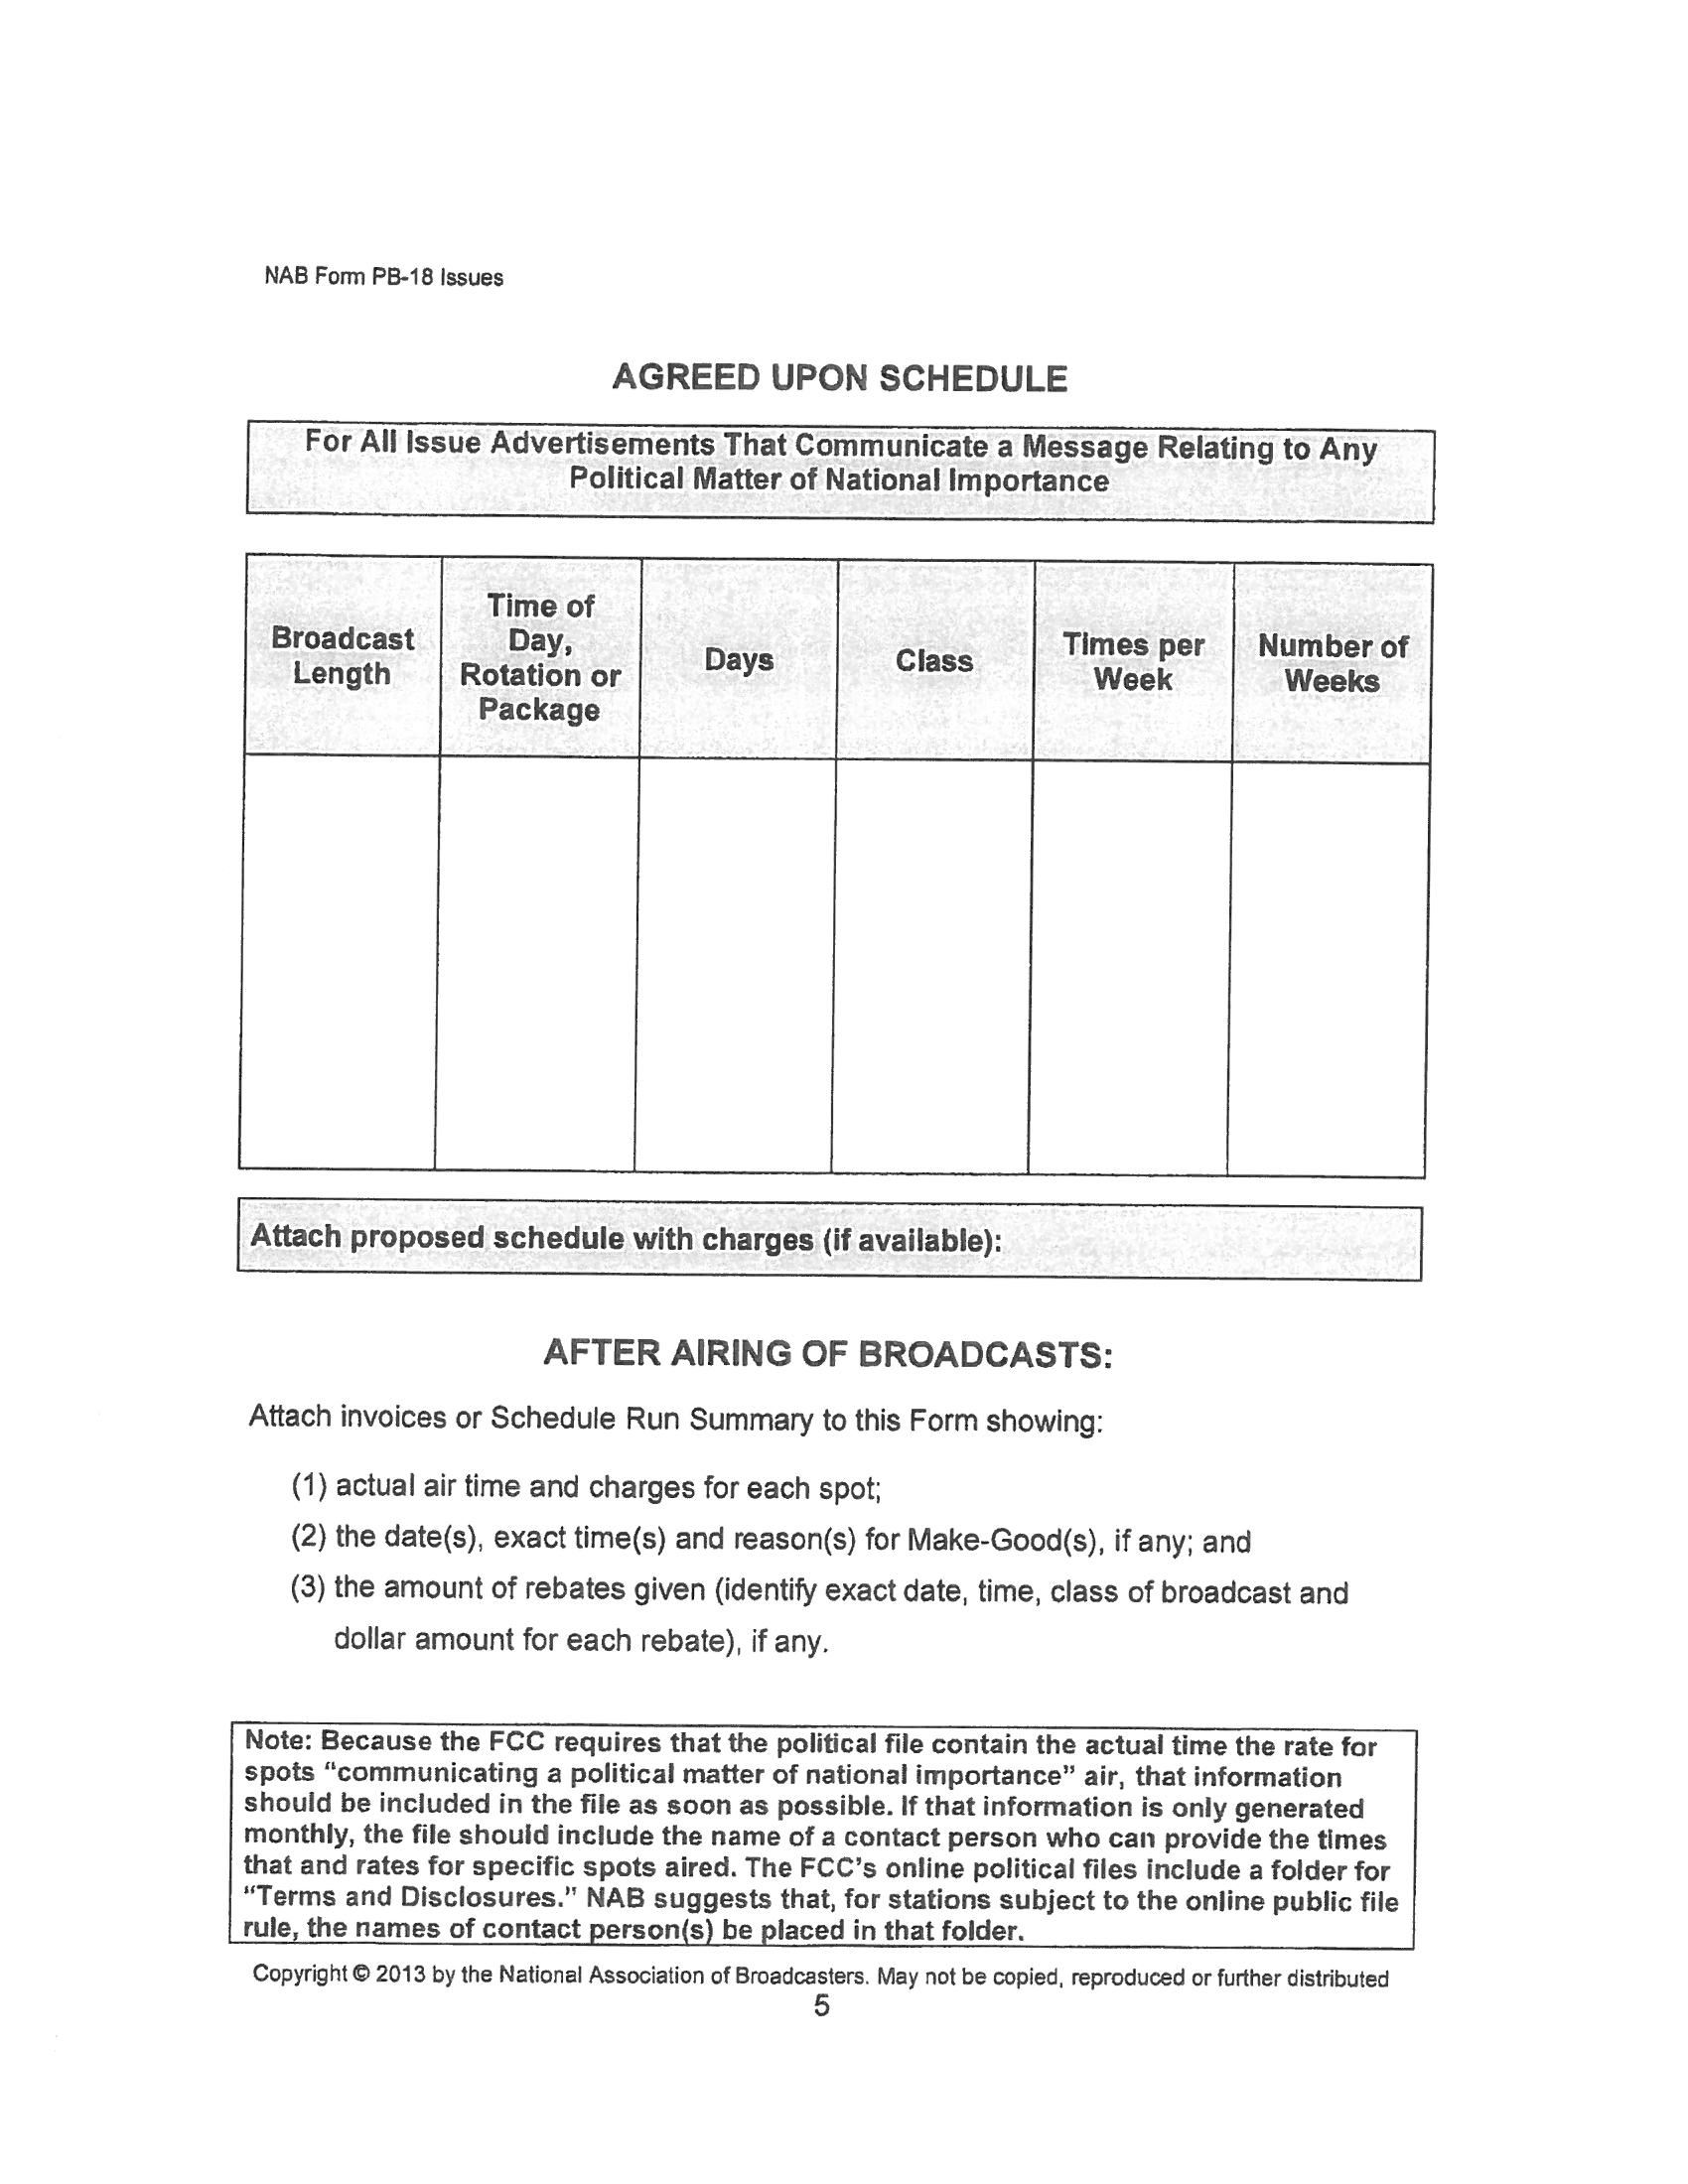 NAB Form PB-18 Issues
AGREED UPON SCHEDULE
For All Issue Advertisements That Communicate a Message Relating to Any
Political Matter of National Importance
Broadcast
Length
Time of
Day,
Rotation or
Package
Days
Class
Times per
Week
Number of
Weeks
Attach proposed schedule with charges (if available):
AFTER AIRING OF BROADCASTS:
Attach invoices or Schedule Run Summary to this Form showing:
(1) actual air time and charges for each spot;
(2) the date(s), exact time(s) and reason(s) for Make-Good(s), if any; and
(3) the amount of rebates given (identify exact date, time, class of broadcast and
dollar amount for each rebate), if any.
Note: Because the FCC requires that the political file contain the actual time the rate for
spots “communicating a political matter of national importance” air, that information
should be included in the file as soon as possible. If that information is only generated
monthly, the file should include the name of a contact person who can provide the times
that and rates for specific spots aired. The FCC's online political files include a folder for
“Terms and Disclosures.” NAB suggests that, for stations subject to the online public file
rule, the names of contact person(s) be placed in that folder.
Copyright © 2013 by the National Association of Broadcasters. May not be copied, reproduced or further distributed
5